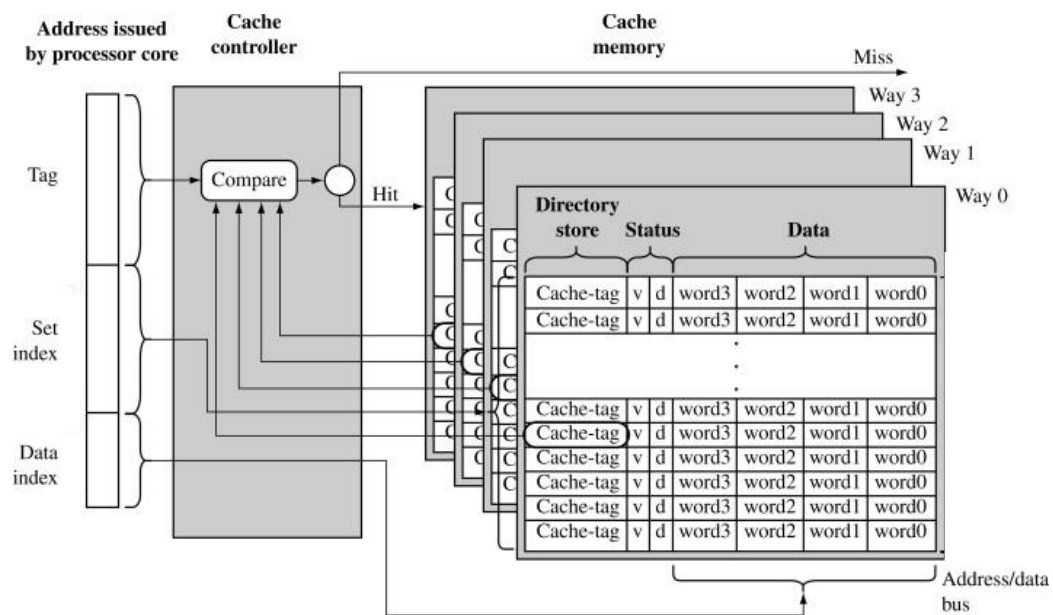 Address issued
by processor core
Cache
controller
Cache
memory
Miss
Way 3
Way 2
Way 1
Way 0
Tag
Compare
Hit
Set
index
Data
index
Directory
store
Status
Data
Cache-tag v d word3 word2 word1 word0
Cache-tag v d word3 word2 word1 word0
.
.
.
Cache-tag v d word3 word2 word1 word0
Cache-tag v d word3 word2 word1 word0
Cache-tag v d word3 word2 word1 word0
Cache-tag v d word3 word2 word1 word0
Cache-tag v d word3 word2 word1 word0
Cache-tag v d word3 word2 word1 word0
Address/data
bus